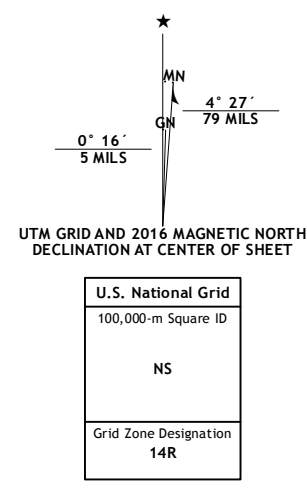 ★
MN
4° 27´
79 MILS
GN
0° 16´
5 MILS
UTM GRID AND 2016 MAGNETIC NORTH
DECLINATION AT CENTER OF SHEET
U.S. National Grid
100,000-m Square ID
NS
Grid Zone Designation
14R